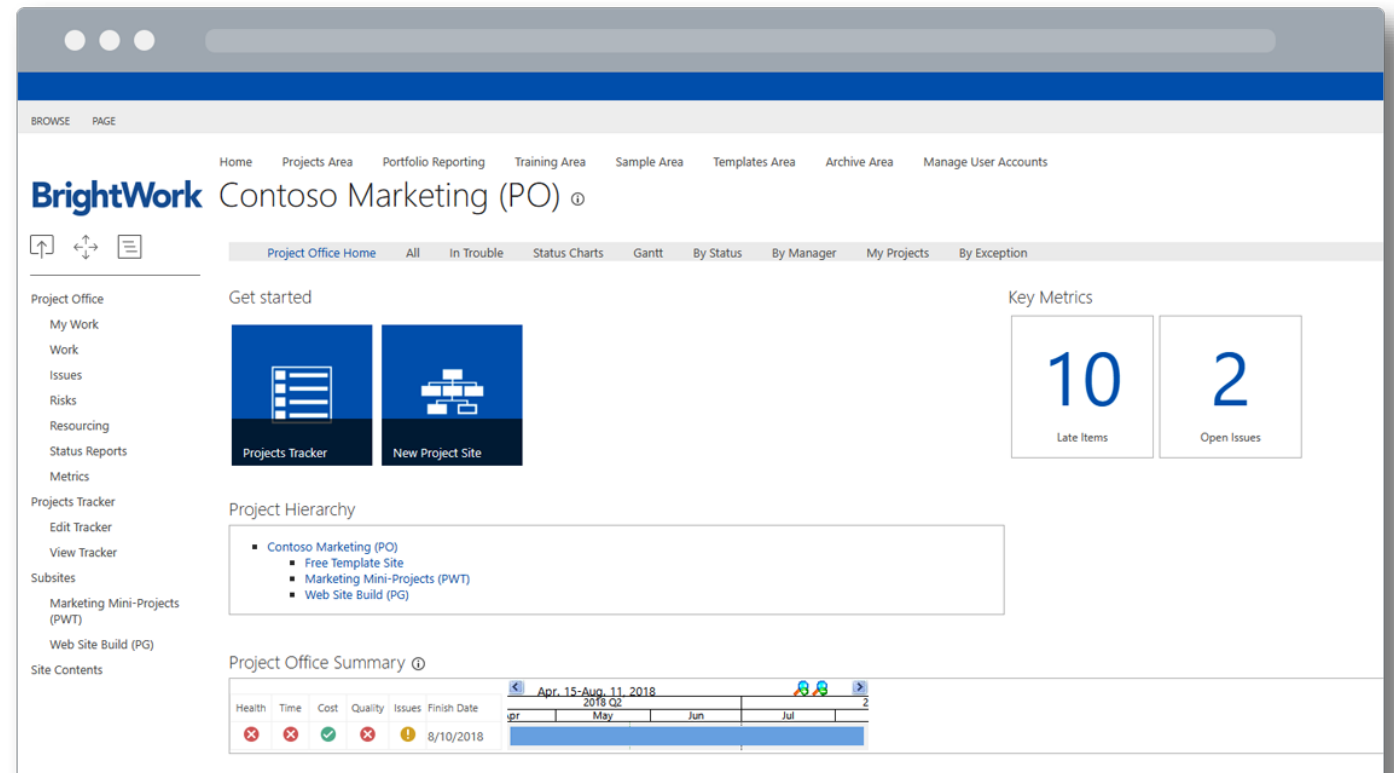 BROWSE PAGE
Home Projects Area Portfolio Reporting Training Area Sample Area Templates Area Archive Area Manage User Accounts
BrightWork Contoso Marketing (PO)
Project Office Home All In Trouble Status Charts Gantt By Status By Manager My Projects By Exception
Project Office
My Work
Work
Issues
Risks
Resourcing
Status Reports
Metrics
Projects Tracker
Edit Tracker
View Tracker
Subsites
Marketing Mini-Projects
(PWT)
Web Site Build (PG)
Site Contents
Get started
Projects Tracker New Project Site
Key Metrics
10 2
Late Items Open Issues
Project Hierarchy
Contoso Marketing (PO)
Free Template Site
Marketing Mini-Projects (PWT)
Web Site Build (PG)
Project Office Summary
Apr. 15-Aug. 11, 2018
2018 Q2 2
Health Time Cost Quality Issues Finish Date
pr May Jun Jul
8/10/2018